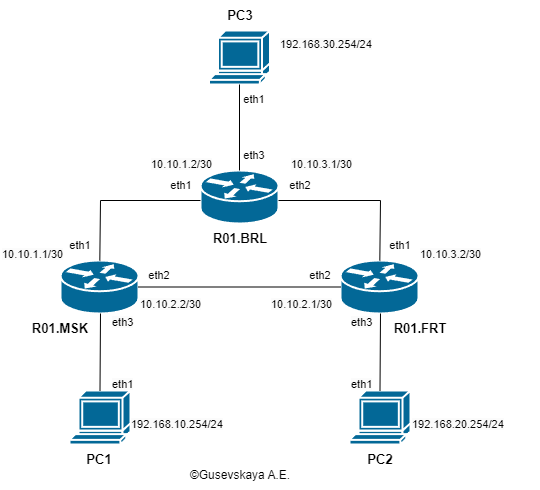 PC3
192.168.30.254/24
eth1
eth3
10.10.1.2/30
10.10.3.1/30
eth1
eth2
R01.BRL
eth1
eth1
10.10.1.1/30
10.10.3.2/30
eth2
eth2
10.10.2.2/30
10.10.2.1/30
R01.MSK
eth3
eth3
R01.FRT
eth1
eth1
192.168.10.254/24
192.168.20.254/24
PC1
PC2
©Gusevskaya A.E.